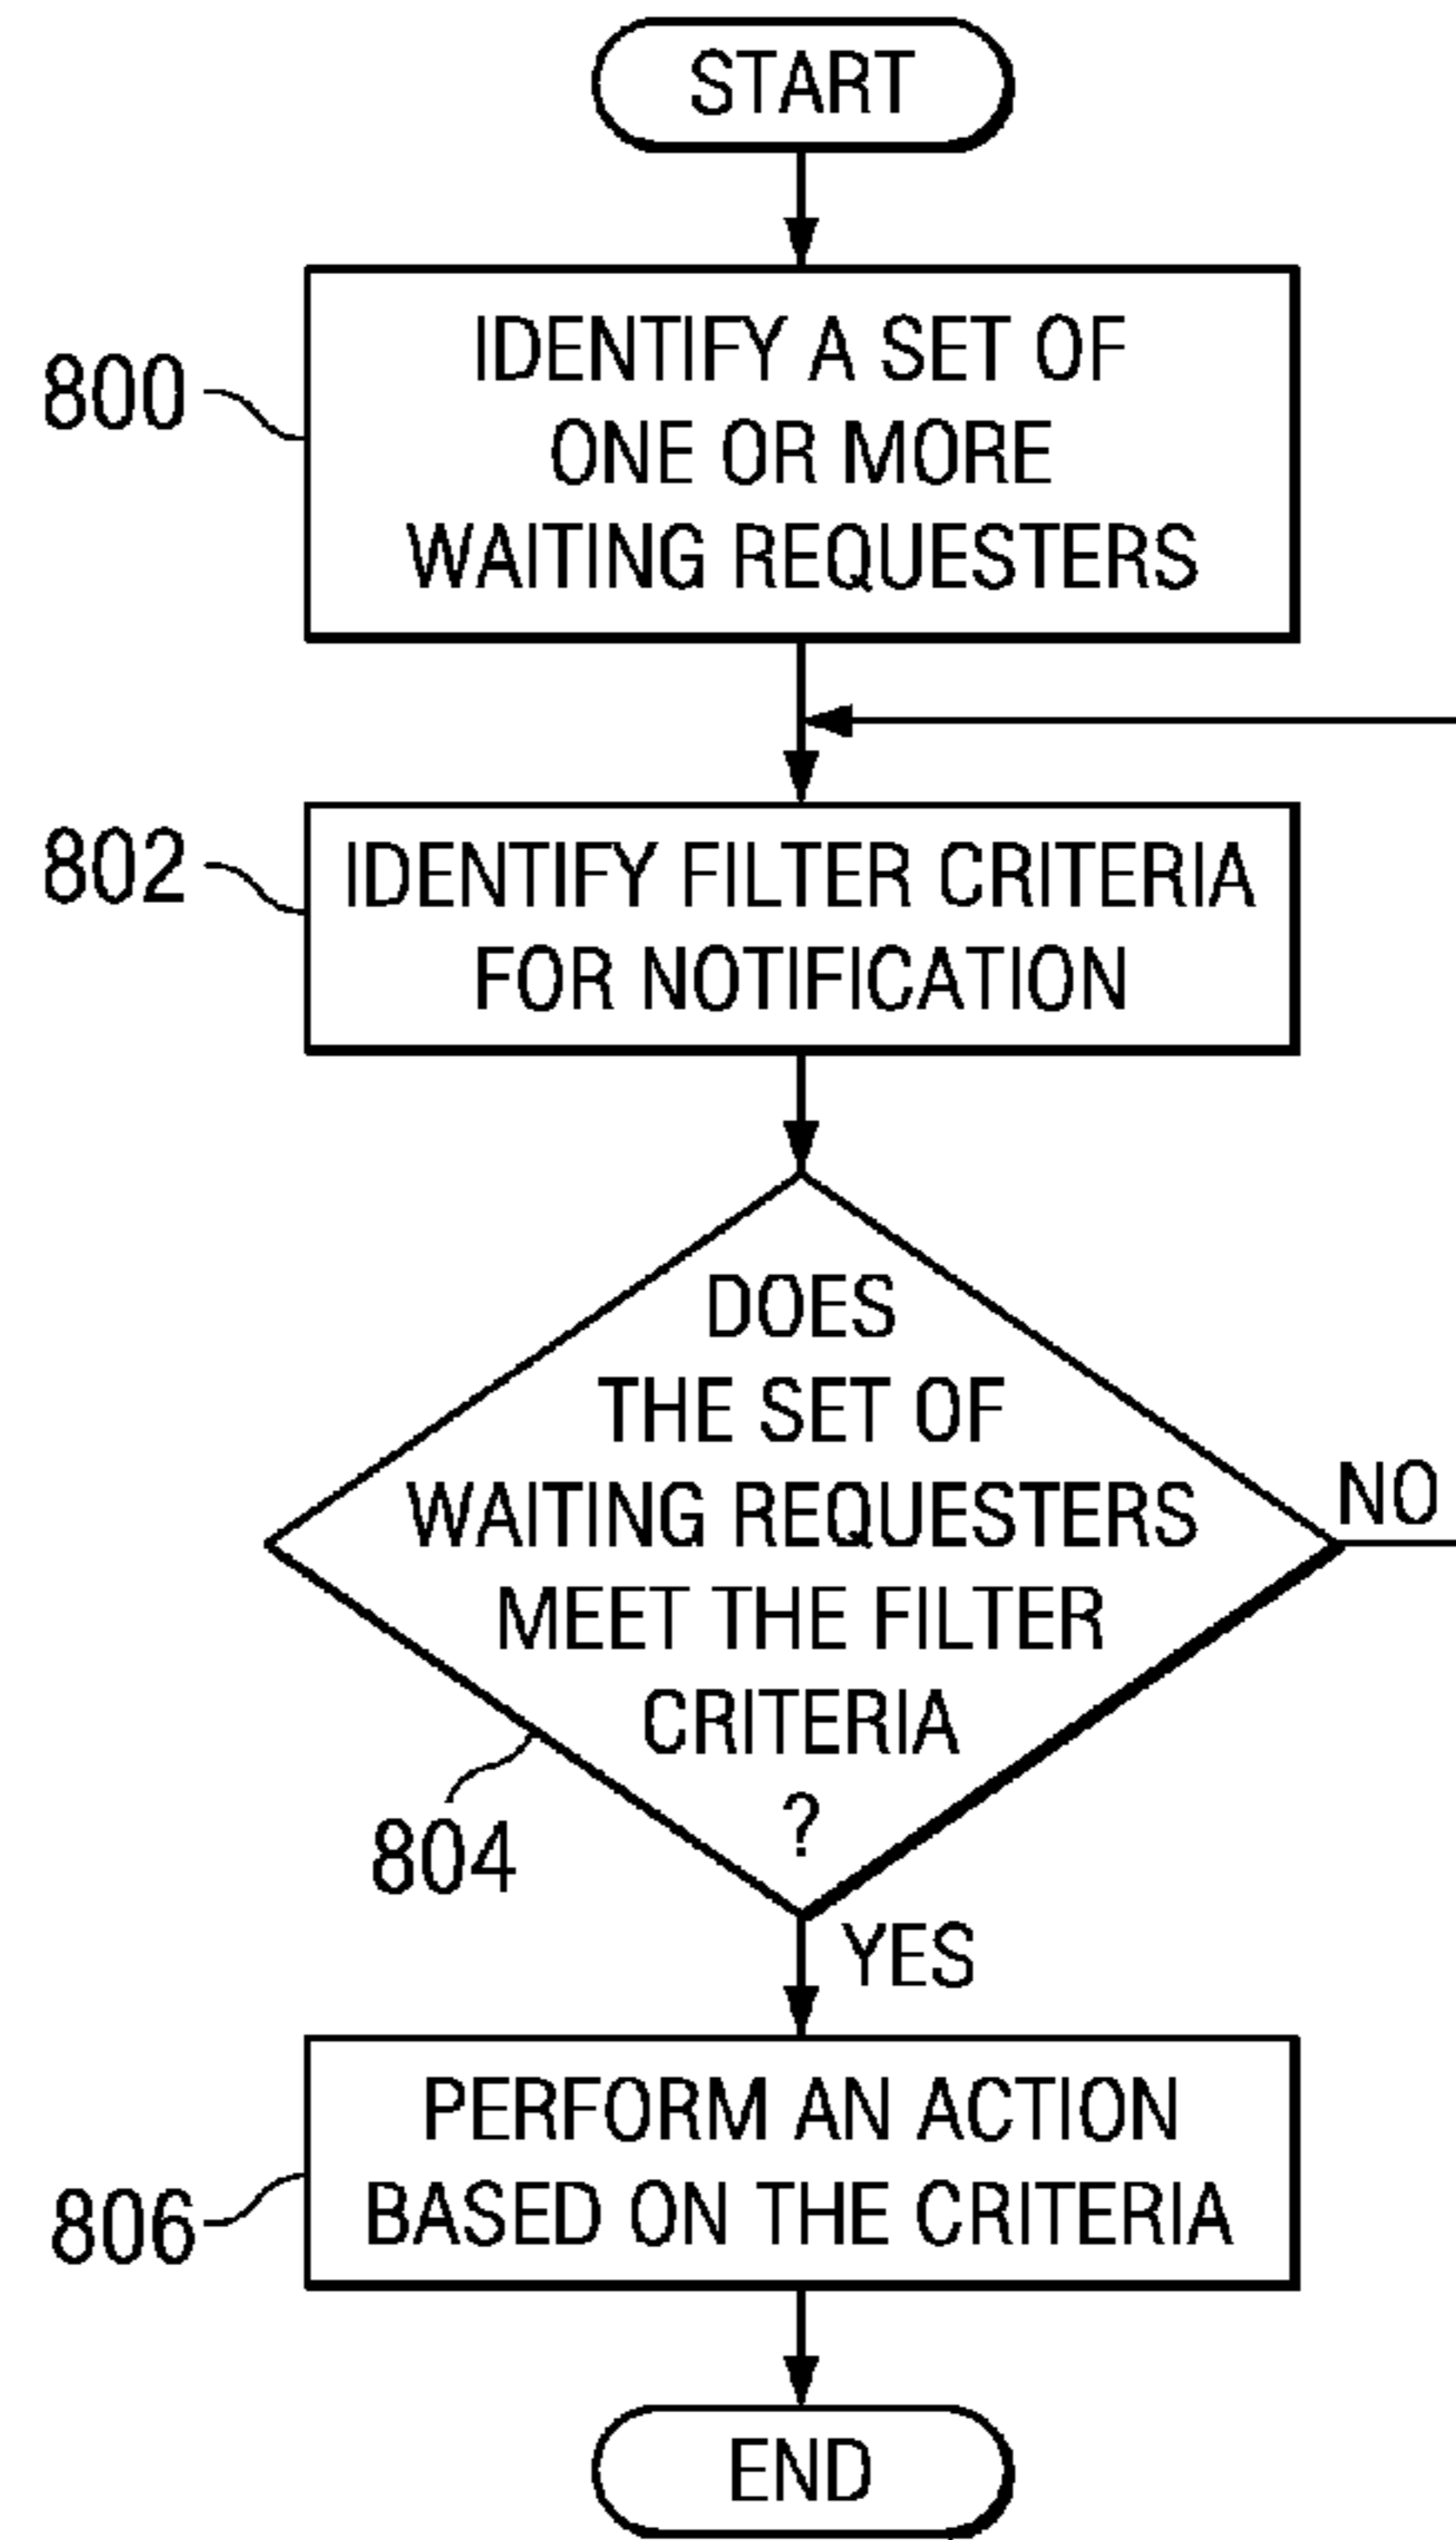 START
800
IDENTIFY A SET OF
ONE OR MORE
WAITING REQUESTERS
802
IDENTIFY FILTER CRITERIA
FOR NOTIFICATION
DOES
THE SET OF
WAITING REQUESTERS
MEET THE FILTER
CRITERIA
?
NO
804
YES
PERFORM AN ACTION
BASED ON THE CRITERIA
806
END